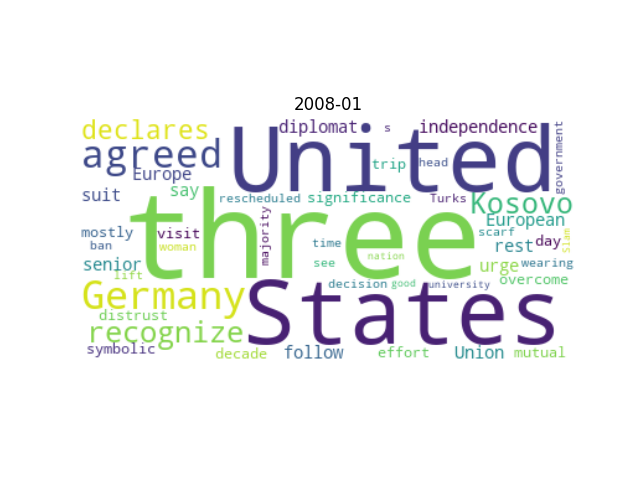 2008-01
declares
diplomat
s
independence
government
United
agreed
trip
head
Europe
suit
say
rescheduled
significance
Turks
Kosovo
three
European
mostly
visit
majority
time
scarf
rest
day
Islam
ban
woman
nation
senior
see
urge
wearing
lift
decision
good
university
overcome
Germany
States
distrust
recognize
symbolic
decade
follow
effort
Union
mutual